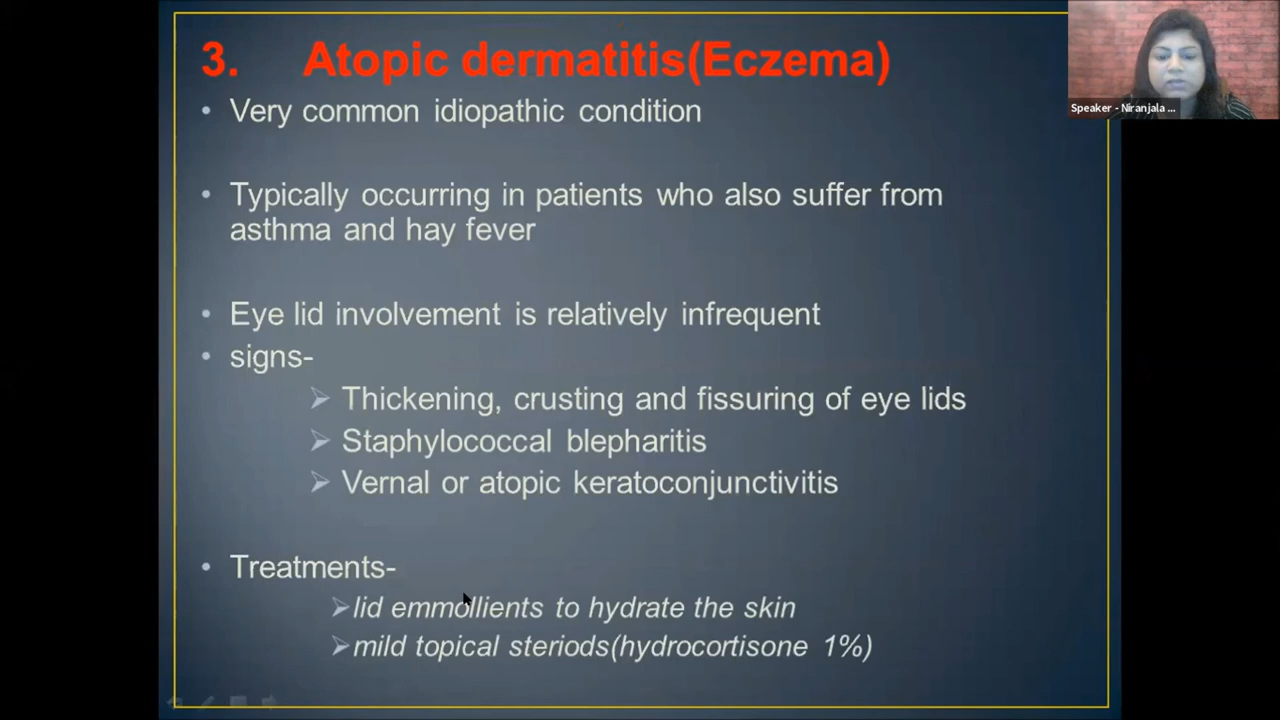 3. Atopic dermatitis(Eczema)
• Very common idiopathic condition
• Typically occurring in patients who also suffer from
asthma and hay fever
• Eye lid involvement is relatively infrequent
• signs-
➢ Thickening, crusting and fissuring of eye lids
➢ Staphylococcal blepharitis
➢ Vernal or atopic keratoconjunctivitis
• Treatments-
➢lid emmollients to hydrate the skin
➢mild topical steriods(hydrocortisone 1%)
Speaker - Niranjala ...